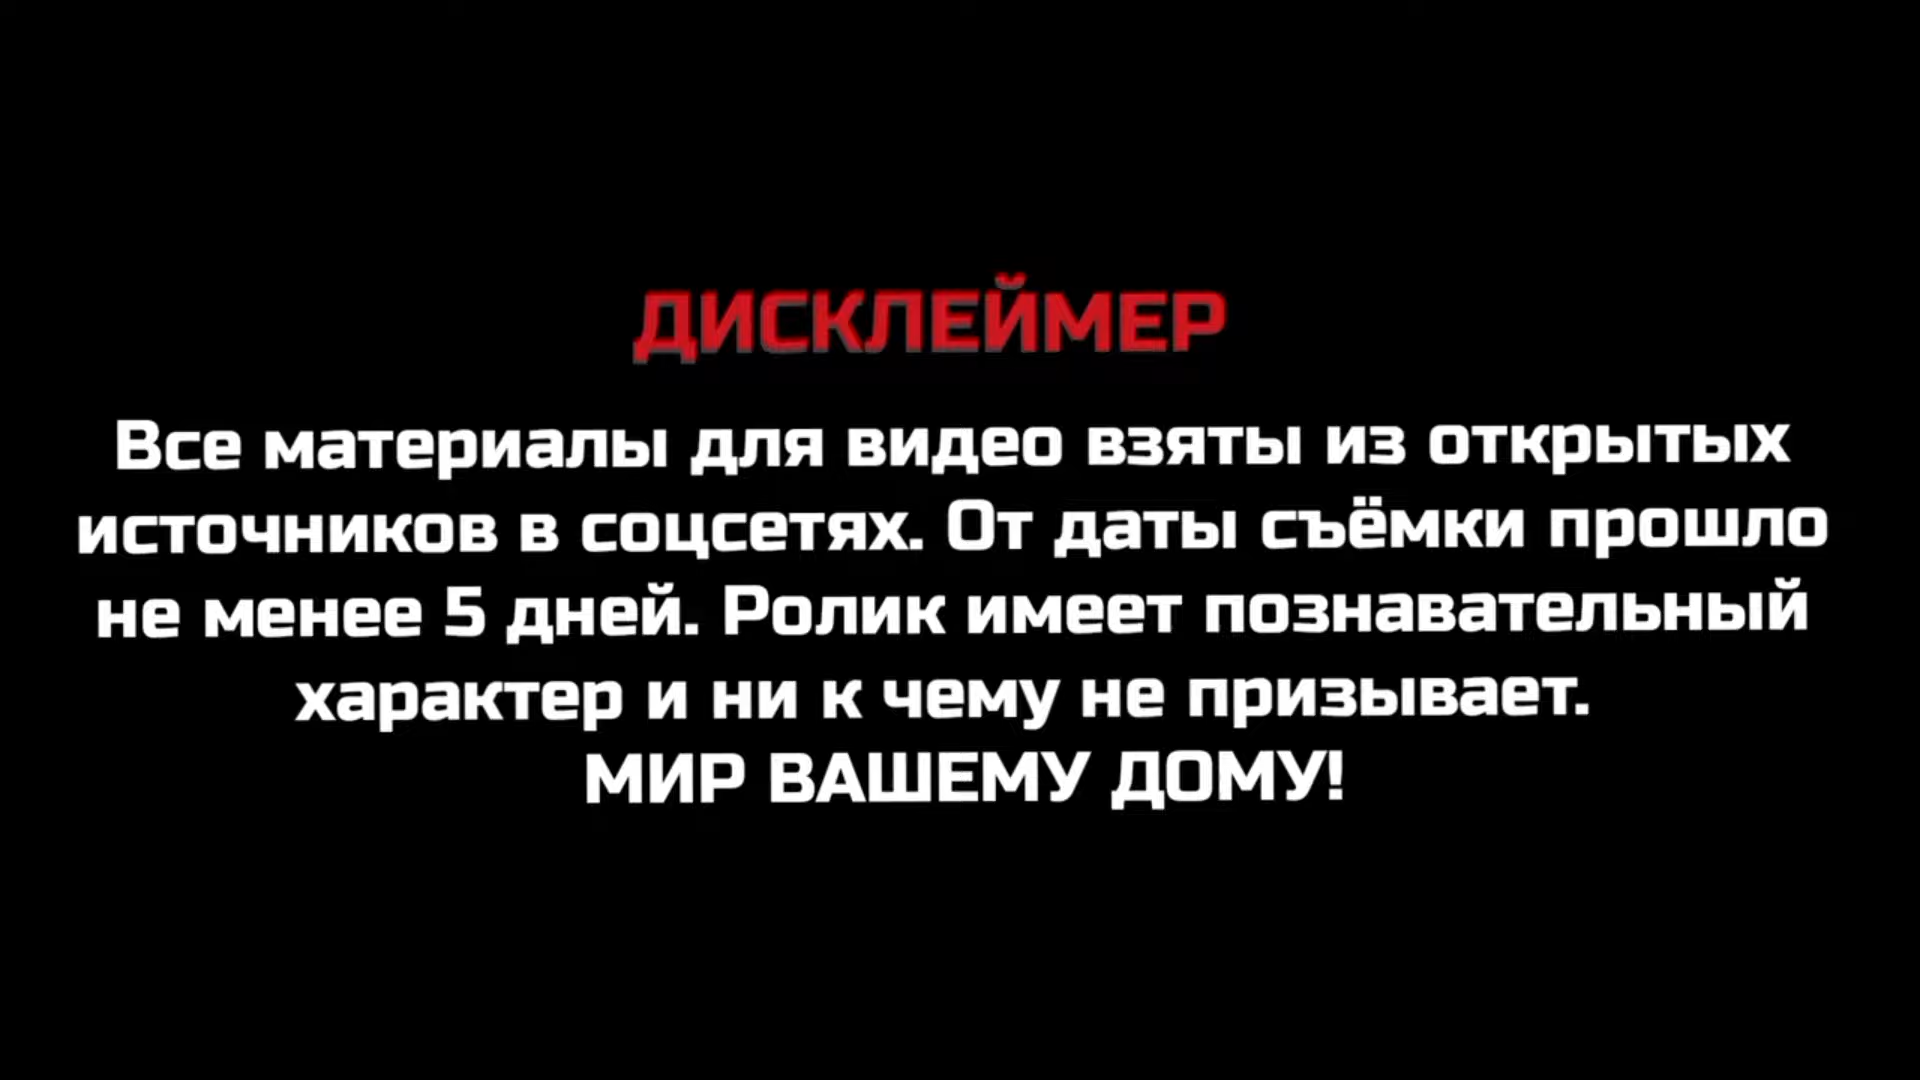 ДИСКЛЕЙМЕР
Все материалы для видео взяты из открытых
источников в соцсетях. От даты съёмки прошло
не менее 5 дней. Ролик имеет познавательный
характер и ни к чему не призывает.
МИР ВАШЕМУ ДОМУ!